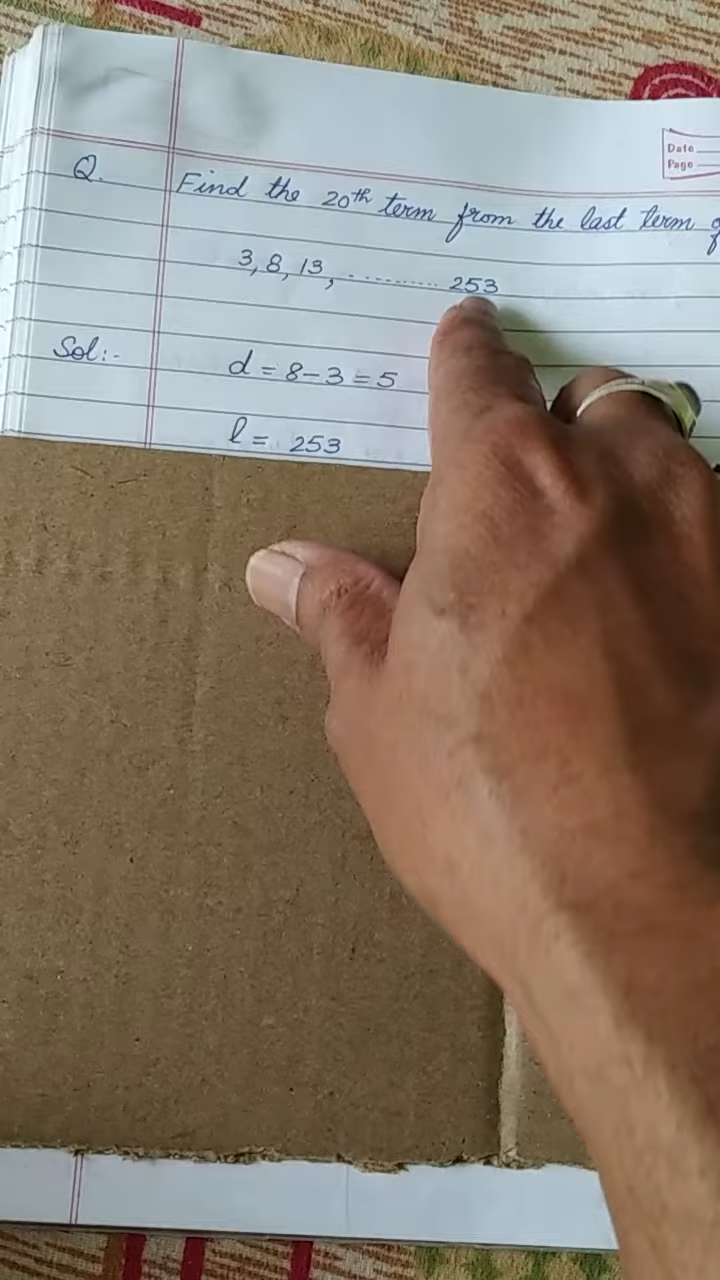 Date
Page
Q. Find the 20th term from the last term
3, 8, 13, .......... 253
Sol:- d = 8 - 3 = 5
l = 253